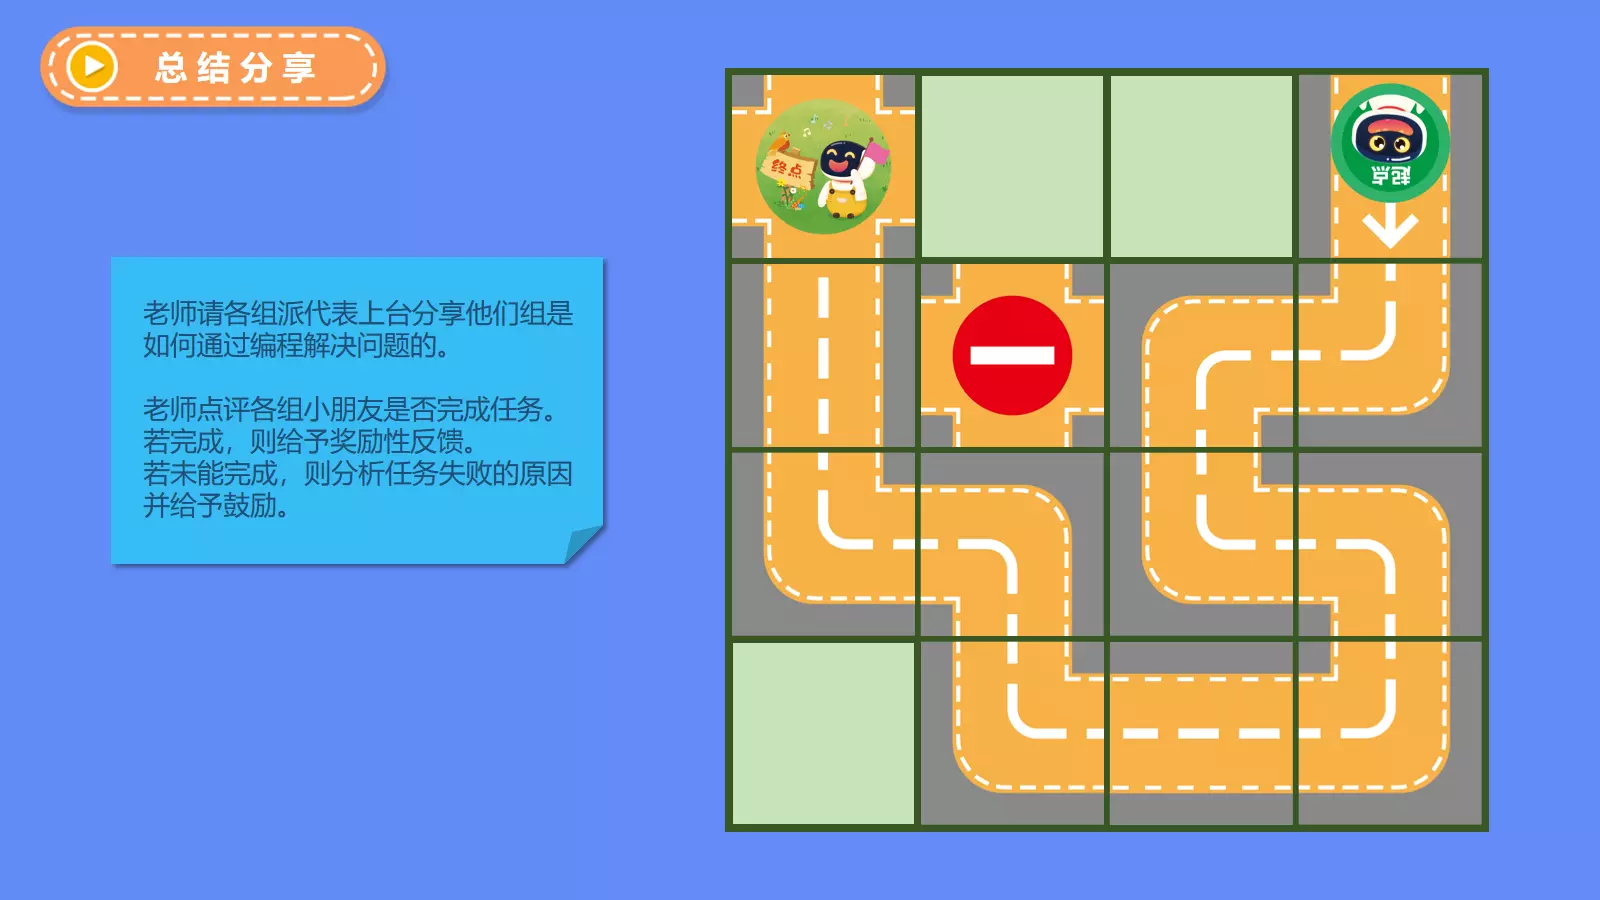 总结分享
老师请各组派代表上台分享他们组是
如何通过编程解决问题的。
老师点评各组小朋友是否完成任务。
若完成，则给予奖励性反馈。
若未能完成，则分析任务失败的原因
并给予鼓励。
终点
起点